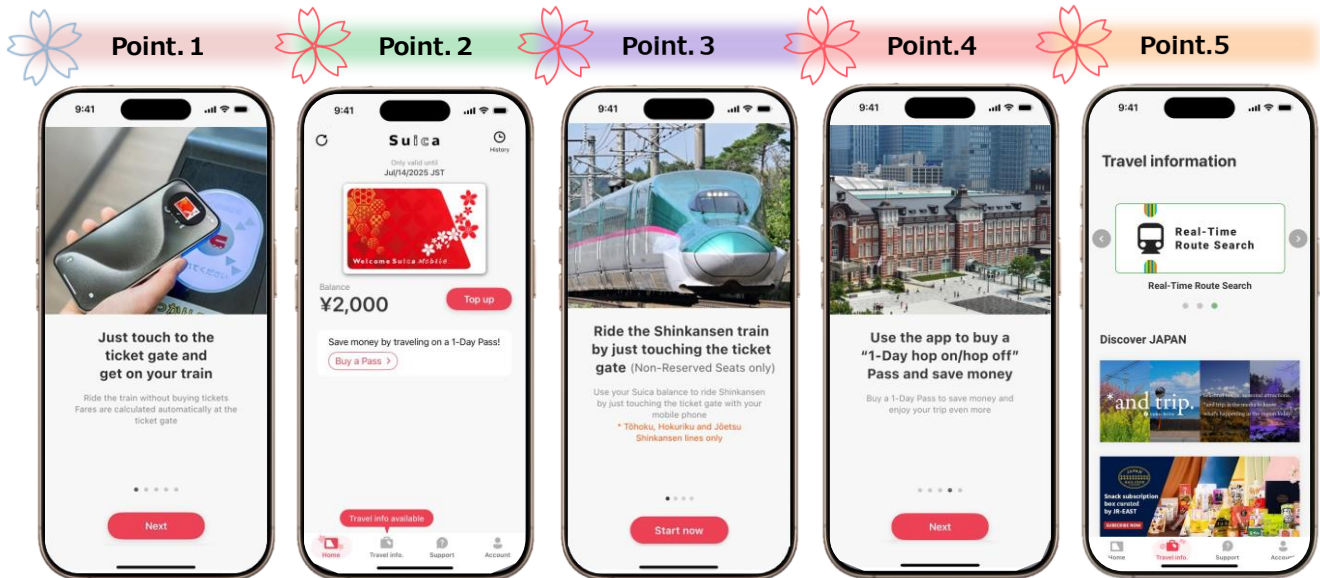 Point. 1
Point. 2
Point. 3
Point.4
Point.5
9:41
Just touch to the
ticket gate and
get on your train
Ride the train without buying tickets
Fares are calculated automatically at the
ticket gate
Next
9:41
Suica
History
Only valid until
Jul/14/2025 JST
Welcome Suica Mobile
Balance
¥2,000
Top up
Save money by traveling on a 1-Day Pass!
Buy a Pass >
Travel info available
Home
Travel info.
Support
Account
9:41
Ride the Shinkansen train
by just touching the ticket
gate (Non-Reserved Seats only)
Use your Suica balance to ride Shinkansen
by just touching the ticket gate with your
mobile phone
* Tōhoku, Hokuriku and Jōetsu
Shinkansen lines only
Start now
9:41
Use the app to buy a
“1-Day hop on/hop off”
Pass and save money
Buy a 1-Day Pass to save money and
enjoy your trip even more
Next
9:41
Travel information
Real-Time
Route Search
Real-Time Route Search
Discover JAPAN
*and trip.
what's happening in the region today
Snack subscription
box curated
by JR-EAST
SUBSCRIBE NOW
Home
Travel info.
Support
Account